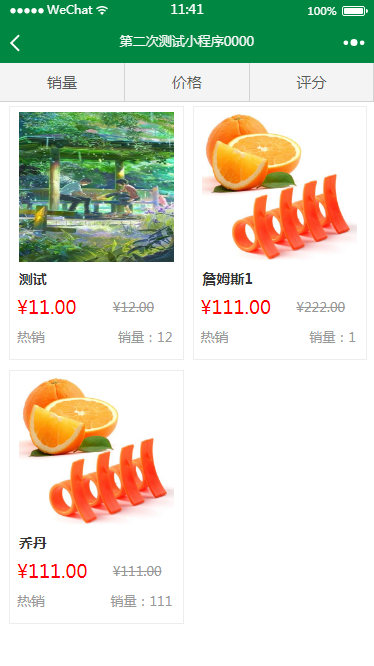 WeChat 11:41 100%
第二次测试小程序0000
销量 价格 评分
测试
¥11.00 ¥12.00
热销 销量：12
詹姆斯1
¥111.00 ¥222.00
热销 销量：1
乔丹
¥111.00 ¥111.00
热销 销量：111